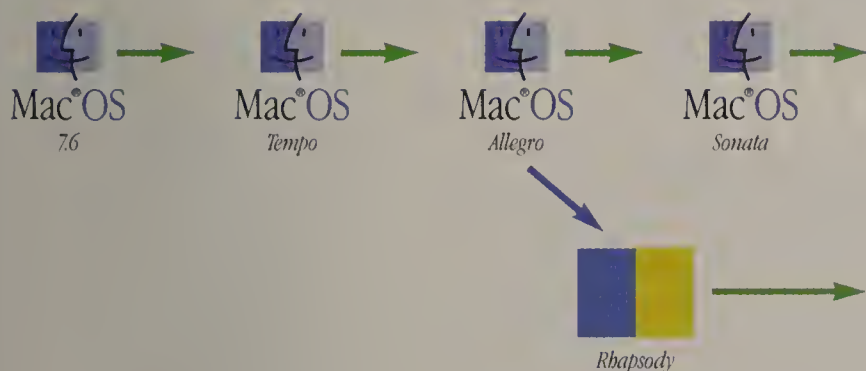 Mac®OS
7.6
Mac®OS
Tempo
Mac®OS
Allegro
Mac®OS
Sonata
Rhapsody